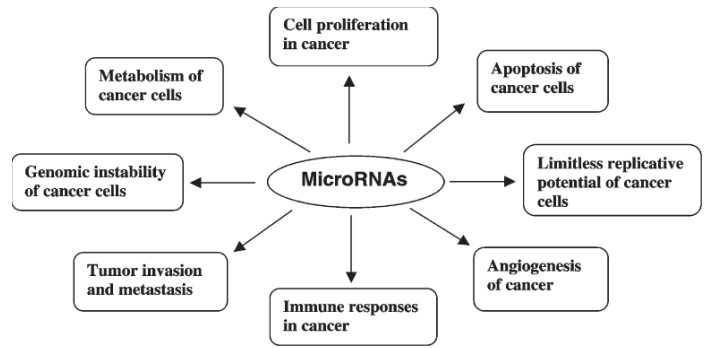 Cell proliferation
in cancer
Metabolism of
cancer cells
Apoptosis of
cancer cells
Genomic instability
of cancer cells
MicroRNAs
Limitless replicative
potential of cancer
cells
Tumor invasion
and metastasis
Angiogenesis
of cancer
Immune responses
in cancer